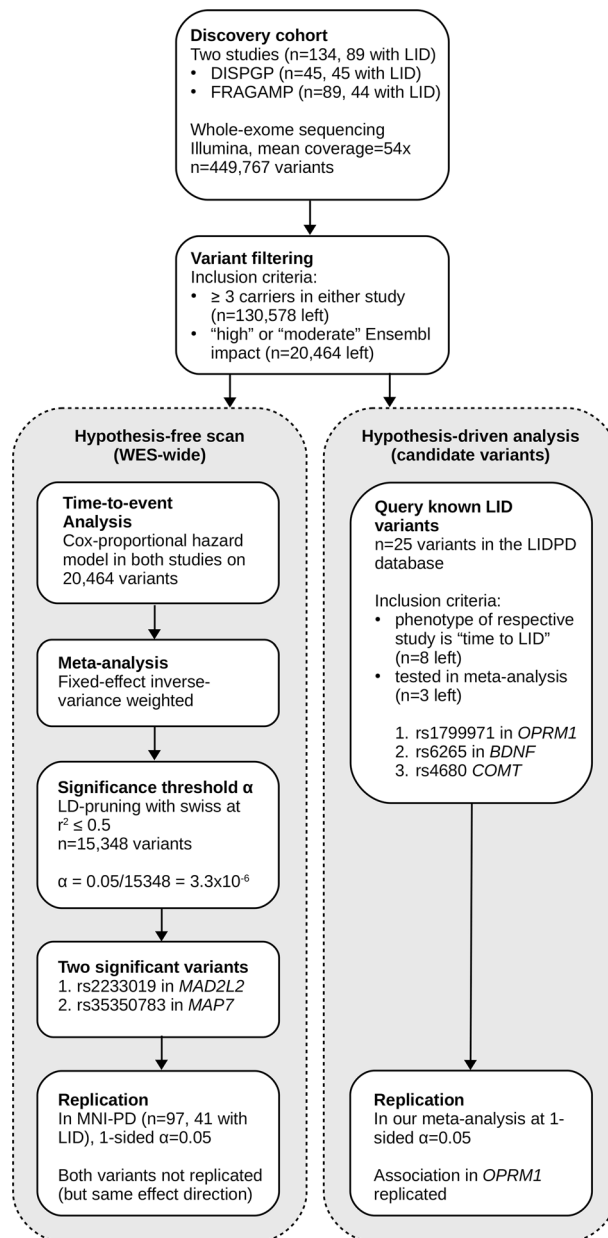 Discovery cohort
Two studies (n=134, 89 with LID)
• DISPGP (n=45, 45 with LID)
• FRAGAMP (n=89, 44 with LID)
Whole-exome sequencing
Illumina, mean coverage=54x
n=449,767 variants
Variant filtering
Inclusion criteria:
• ≥ 3 carriers in either study
(n=130,578 left)
• “high” or “moderate” Ensembl
impact (n=20,464 left)
Hypothesis-free scan
(WES-wide)
Time-to-event
Analysis
Cox-proportional hazard
model in both studies on
20,464 variants
Meta-analysis
Fixed-effect inverse-
variance weighted
Significance threshold α
LD-pruning with swiss at
r² ≤ 0.5
n=15,348 variants
α = 0.05/15348 = 3.3x10⁻⁶
Two significant variants
1. rs2233019 in MAD2L2
2. rs35350783 in MAP7
Replication
In MNI-PD (n=97, 41 with
LID), 1-sided α=0.05
Both variants not replicated
(but same effect direction)
Hypothesis-driven analysis
(candidate variants)
Query known LID
variants
n=25 variants in the LIDPD
database
Inclusion criteria:
• phenotype of respective
study is “time to LID”
(n=8 left)
• tested in meta-analysis
(n=3 left)
1. rs1799971 in OPRM1
2. rs6265 in BDNF
3. rs4680 COMT
Replication
In our meta-analysis at 1-
sided α=0.05
Association in OPRM1
replicated